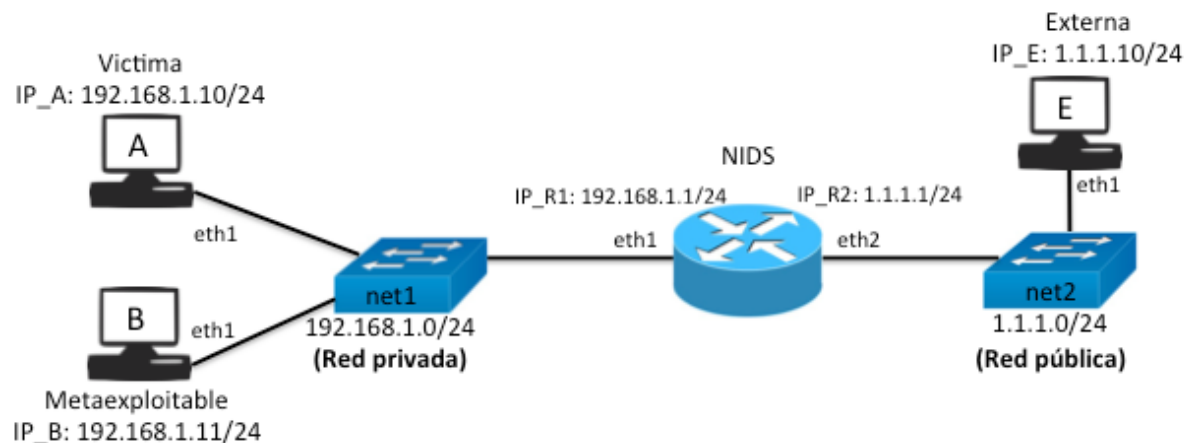 Externa
IP_E: 1.1.1.10/24
E
eth1
Victima
IP_A: 192.168.1.10/24
A
eth1
NIDS
IP_R1: 192.168.1.1/24
IP_R2: 1.1.1.1/24
eth1
eth2
net1
192.168.1.0/24
(Red privada)
net2
1.1.1.0/24
(Red pública)
B
eth1
Metaexploitable
IP_B: 192.168.1.11/24